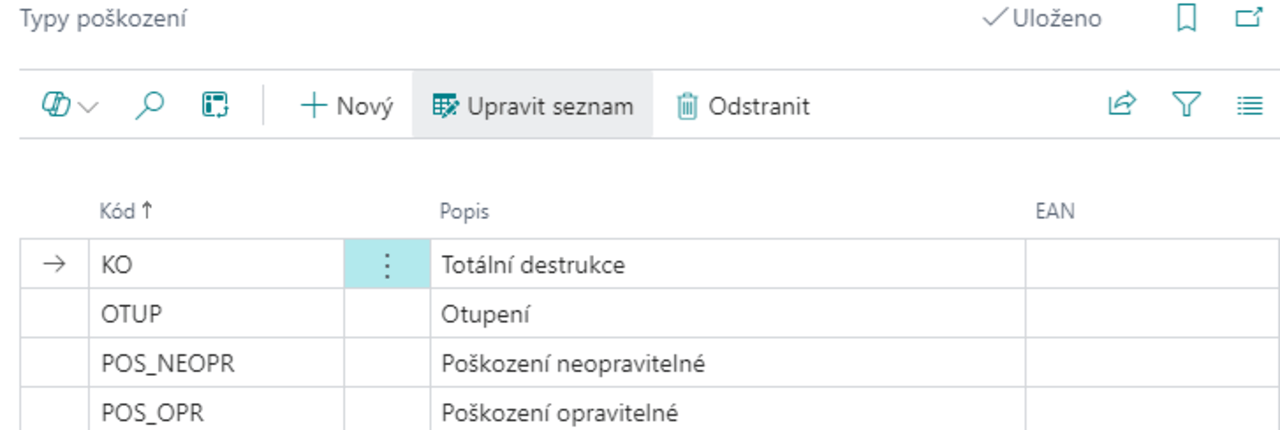 Typy poškození Uloženo
Nový Upravit seznam Odstranit
Kód ↑ Popis EAN
KO Totální destrukce
OTUP Otupení
POS_NEOPR Poškození neopravitelné
POS_OPR Poškození opravitelné